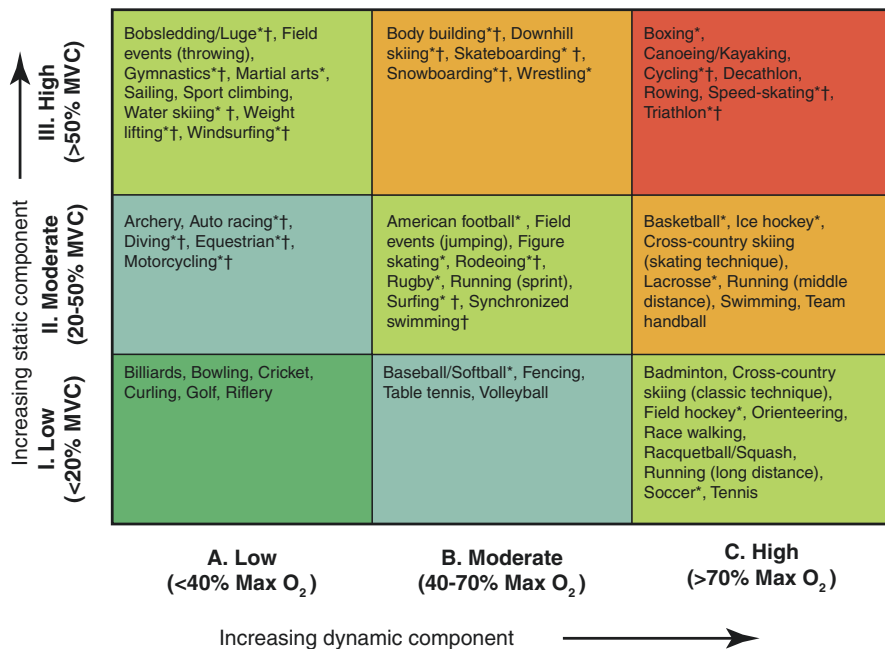 Increasing static component
III. High
(>50% MVC)
Bobsledding/Luge*†, Field
events (throwing),
Gymnastics*†, Martial arts*,
Sailing, Sport climbing,
Water skiing* †, Weight
lifting*†, Windsurfing*†
Body building*†, Downhill
skiing*†, Skateboarding* †,
Snowboarding*†, Wrestling*
Boxing*,
Canoeing/Kayaking,
Cycling*†, Decathlon,
Rowing, Speed-skating*†,
Triathlon*†
II. Moderate
(20-50% MVC)
Archery, Auto racing*†,
Diving*†, Equestrian*†,
Motorcycling*†
American football* , Field
events (jumping), Figure
skating*, Rodeoing*†,
Rugby*, Running (sprint),
Surfing* †, Synchronized
swimming†
Basketball*, Ice hockey*,
Cross-country skiing
(skating technique),
Lacrosse*, Running (middle
distance), Swimming, Team
handball
I. Low
(<20% MVC)
Billiards, Bowling, Cricket,
Curling, Golf, Riflery
Baseball/Softball*, Fencing,
Table tennis, Volleyball
Badminton, Cross-country
skiing (classic technique),
Field hockey*, Orienteering,
Race walking,
Racquetball/Squash,
Running (long distance),
Soccer*, Tennis
A. Low
(<40% Max O₂)
B. Moderate
(40-70% Max O₂)
C. High
(>70% Max O₂)
Increasing dynamic component